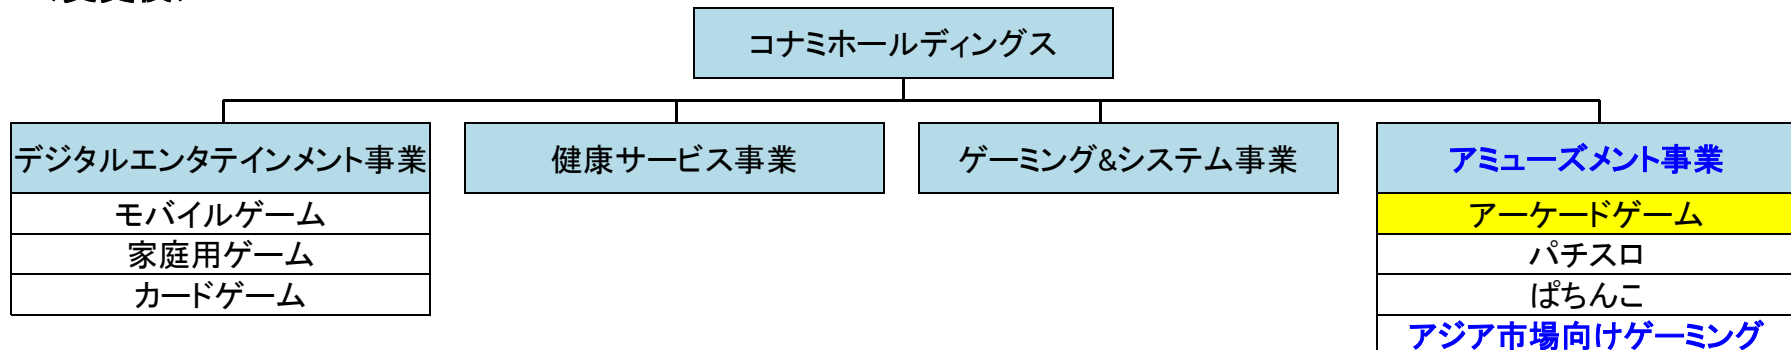 コナミホールディングス
デジタルエンタテインメント事業
健康サービス事業
ゲーミング&システム事業
アミューズメント事業
モバイルゲーム
アーケードゲーム
家庭用ゲーム
パチスロ
カードゲーム
ぱちんこ
アジア市場向けゲーミング